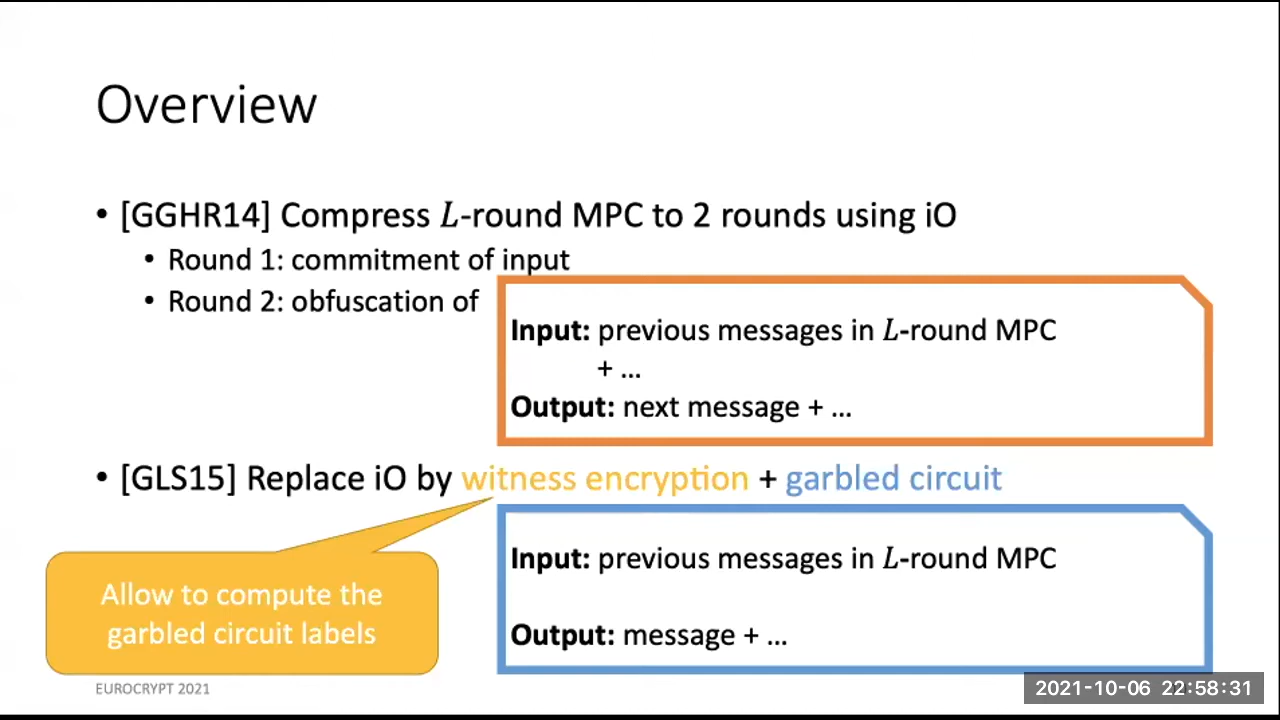 Overview
• [GGHR14] Compress L-round MPC to 2 rounds using iO
• Round 1: commitment of input
• Round 2: obfuscation of
Input: previous messages in L-round MPC
+ ...
Output: next message + ...
• [GLS15] Replace iO by witness encryption + garbled circuit
Input: previous messages in L-round MPC
Output: message + ...
Allow to compute the
garbled circuit labels
EUROCRYPT 2021
2021-10-06 22:58:31